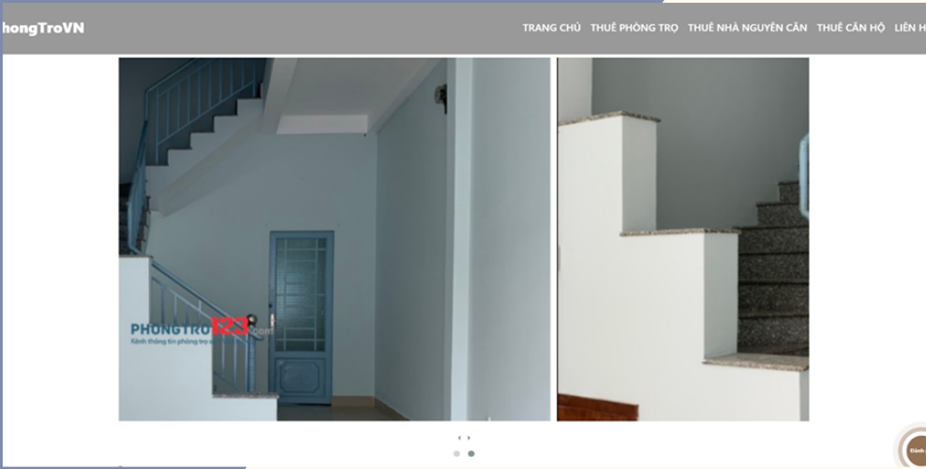 hongTroVN
TRANG CHỦ THUÊ PHÒNG TRỌ THUÊ NHÀ NGUYÊN CĂN THUÊ CĂN HỘ LIÊN H
PHONGTRO123.com
Kênh thông tin phòng trọ
Đánh